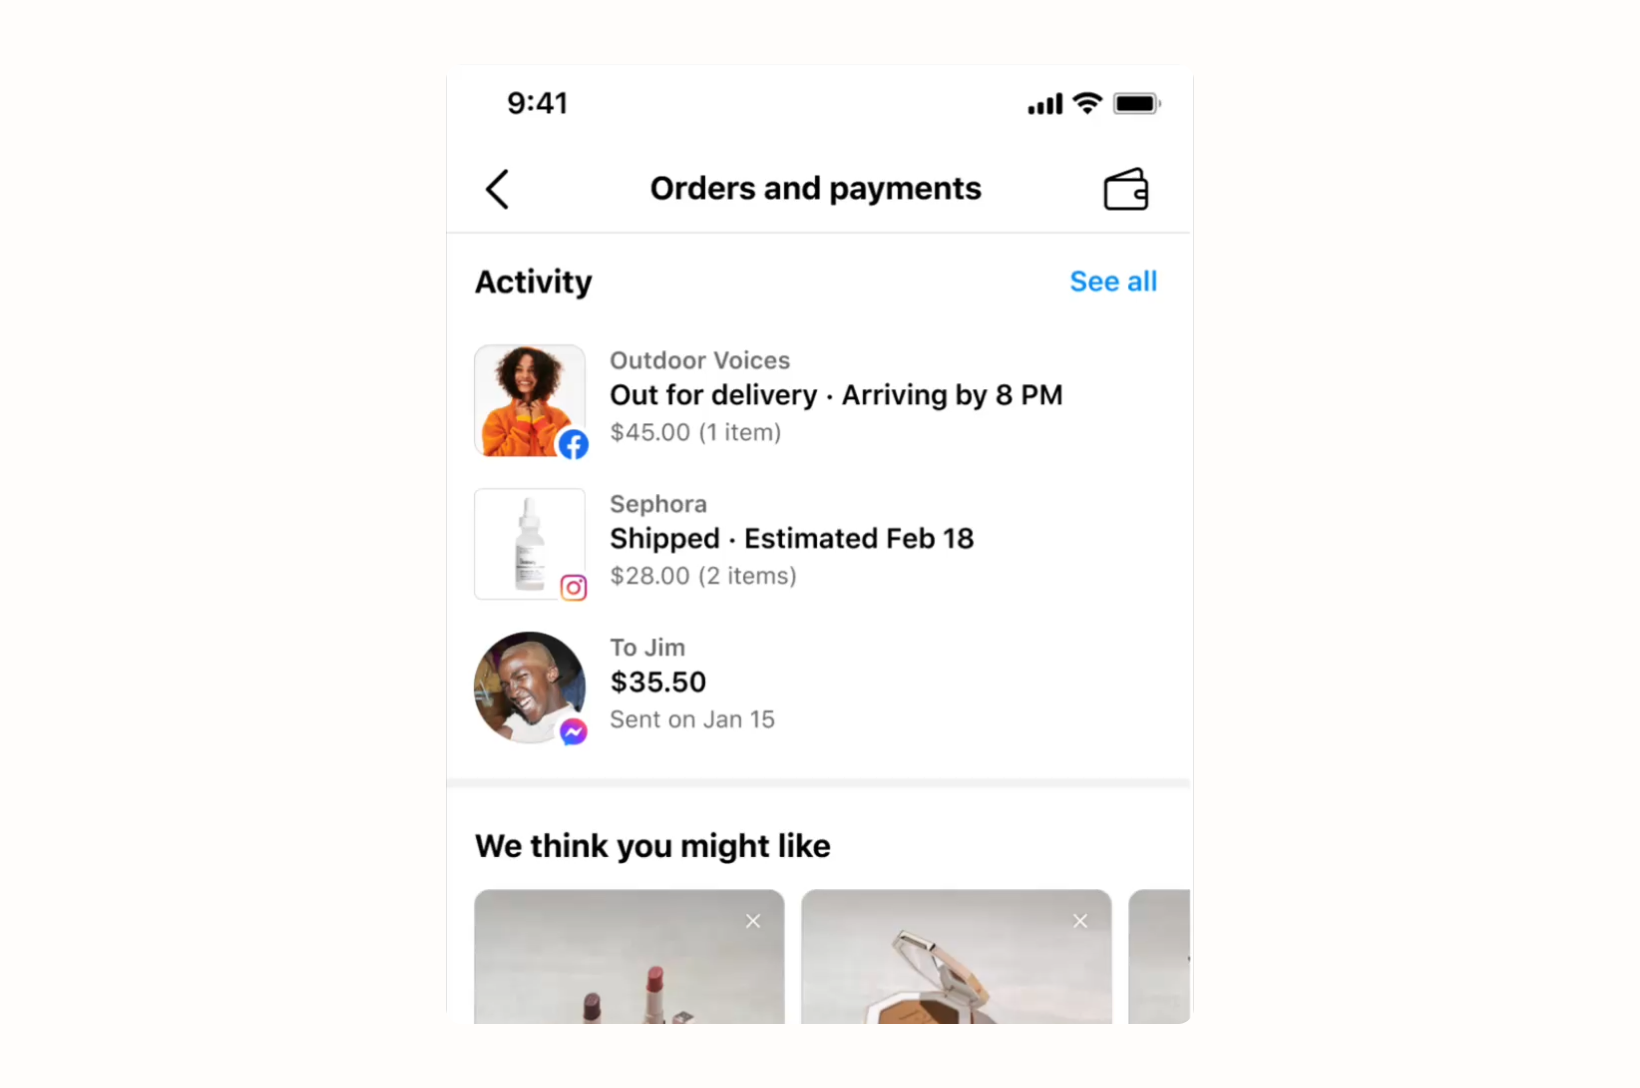 9:41
Orders and payments
Activity
See all
Outdoor Voices
Out for delivery · Arriving by 8 PM
$45.00 (1 item)
Sephora
Shipped · Estimated Feb 18
$28.00 (2 items)
To Jim
$35.50
Sent on Jan 15
We think you might like